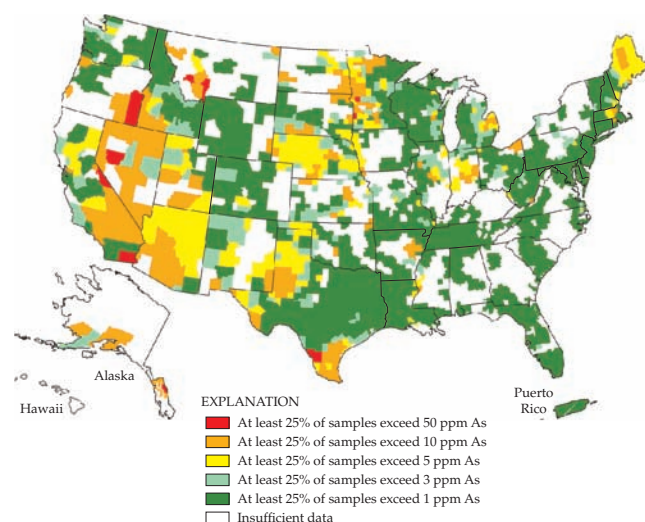 Alaska
Hawaii
Puerto
Rico
EXPLANATION
At least 25% of samples exceed 50 ppm As
At least 25% of samples exceed 10 ppm As
At least 25% of samples exceed 5 ppm As
At least 25% of samples exceed 3 ppm As
At least 25% of samples exceed 1 ppm As
Insufficient data